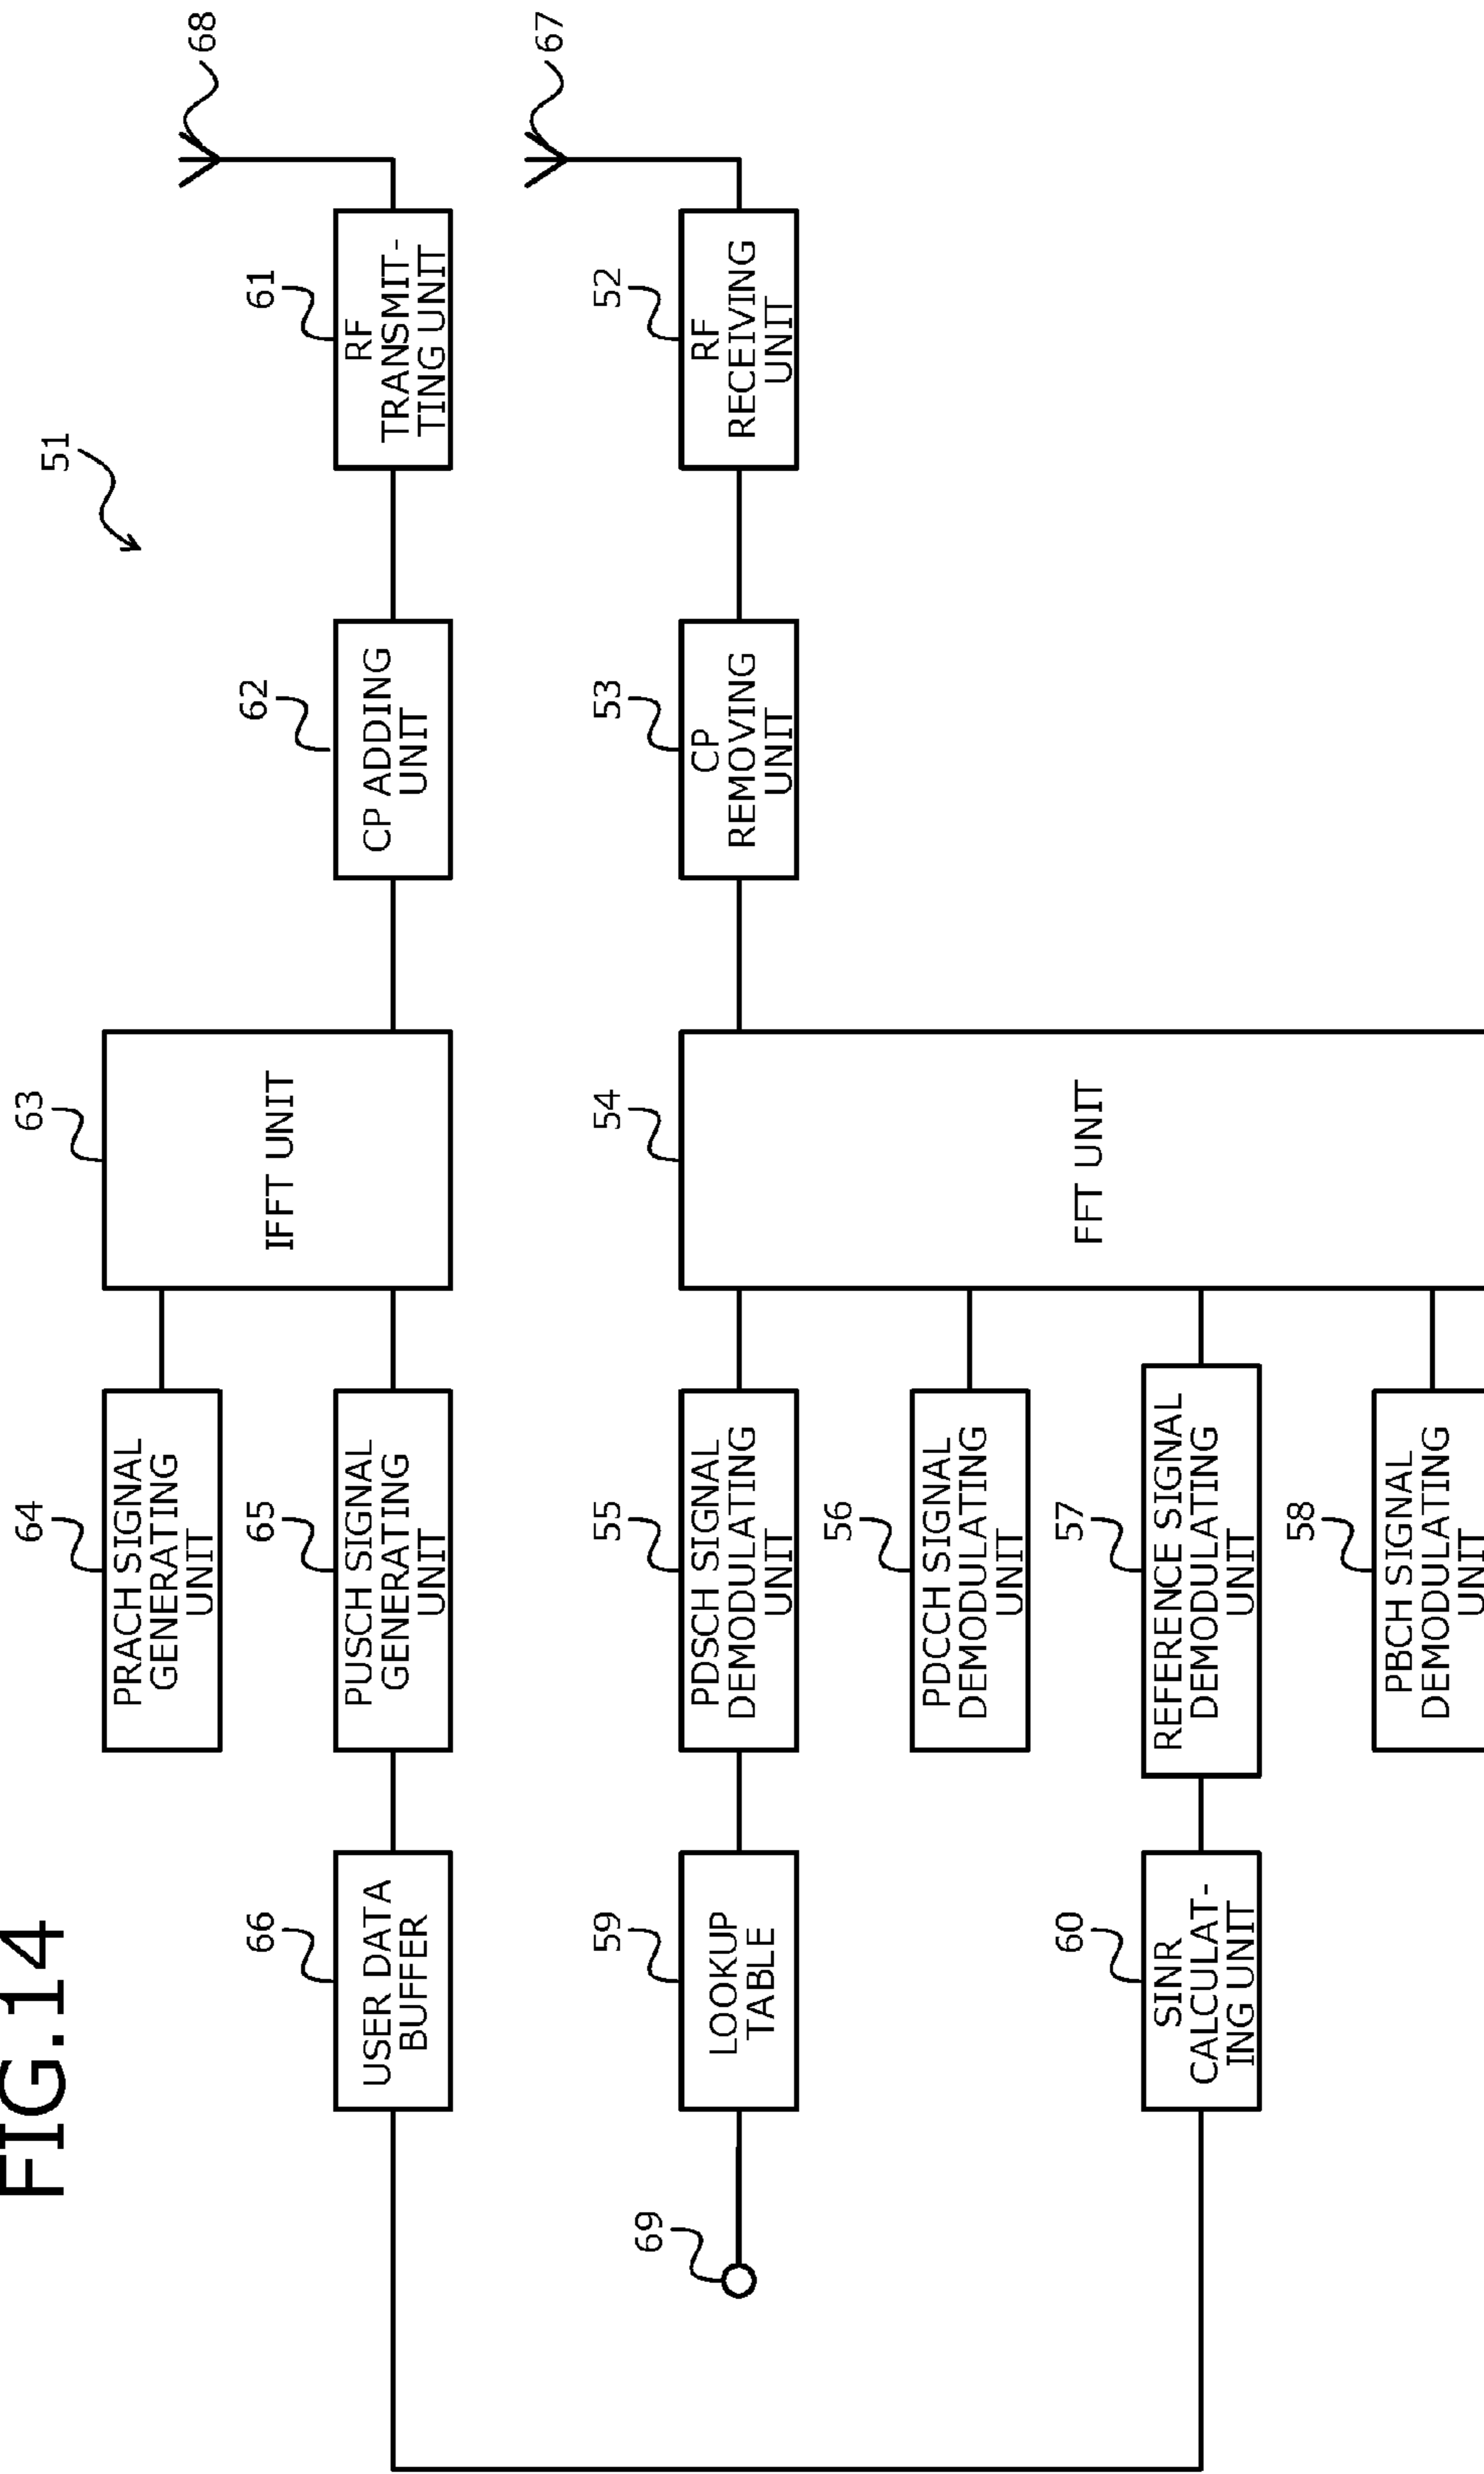 FIG.14
51
68
61
RF
TRANSMIT-
TING UNIT
62
CP ADDING
UNIT
63
IFFT UNIT
64
PRACH SIGNAL
GENERATING
UNIT
65
PUSCH SIGNAL
GENERATING
UNIT
66
USER DATA
BUFFER
67
52
RF
RECEIVING
UNIT
53
CP
REMOVING
UNIT
54
FFT UNIT
55
PDSCH SIGNAL
DEMODULATING
UNIT
59
LOOKUP
TABLE
69
56
PDCCH SIGNAL
DEMODULATING
UNIT
57
REFERENCE SIGNAL
DEMODULATING
UNIT
60
SINR
CALCULAT-
ING UNIT
58
PBCH SIGNAL
DEMODULATING
UNIT